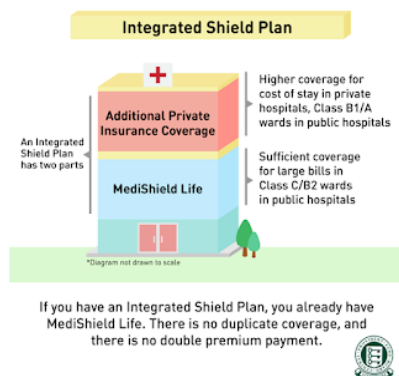 Integrated Shield Plan
An Integrated
Shield Plan
has two parts
Additional Private
Insurance Coverage
MediShield Life
Higher coverage for
cost of stay in private
hospitals, Class B1/A
wards in public hospitals
Sufficient coverage
for large bills in
Class C/B2 wards
in public hospitals
*Diagram not drawn to scale
If you have an Integrated Shield Plan, you already have
MediShield Life. There is no duplicate coverage, and
there is no double premium payment.